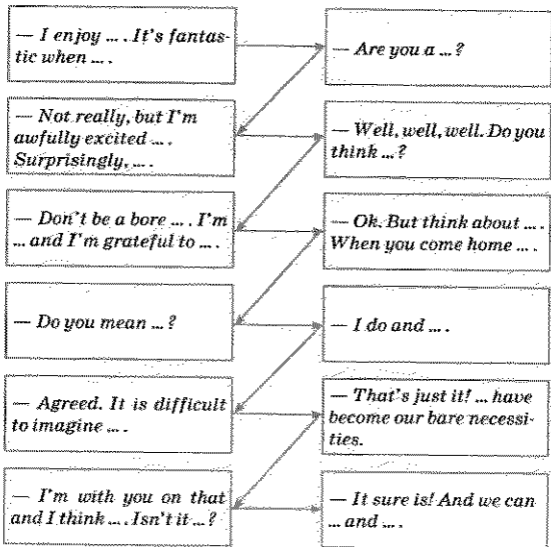 — I enjoy ... . It's fantas-
tic when ... .
— Are you a ...?
— Not really, but I'm
awfully excited ... .
Surprisingly, ... .
— Well, well, well. Do you
think ...?
— Don't be a bore ... . I'm
... and I'm grateful to ... .
— Ok. But think about ... .
When you come home ... .
— Do you mean ...?
— I do and ... .
— Agreed. It is difficult
to imagine ... .
— That's just it! ... have
become our bare necessi-
ties.
— I'm with you on that
and I think ... . Isn't it ...?
— It sure is! And we can
... and ... .